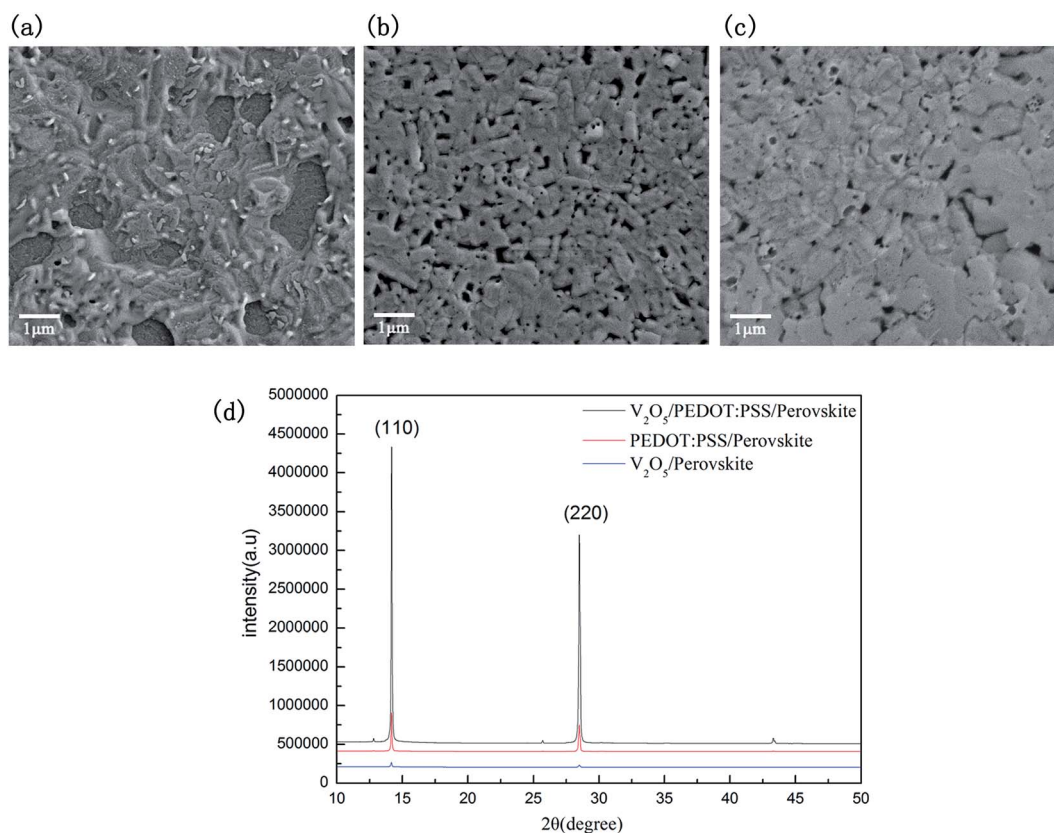 (a)
(b)
(c)
1μm
1μm
1μm
(d)
5000000
4500000
4000000
3500000
3000000
2500000
2000000
1500000
1000000
500000
0
intensity(a.u)
(110)
(220)
V₂O₅/PEDOT:PSS/Perovskite
PEDOT:PSS/Perovskite
V₂O₅/Perovskite
10 15 20 25 30 35 40 45 50
2θ(degree)